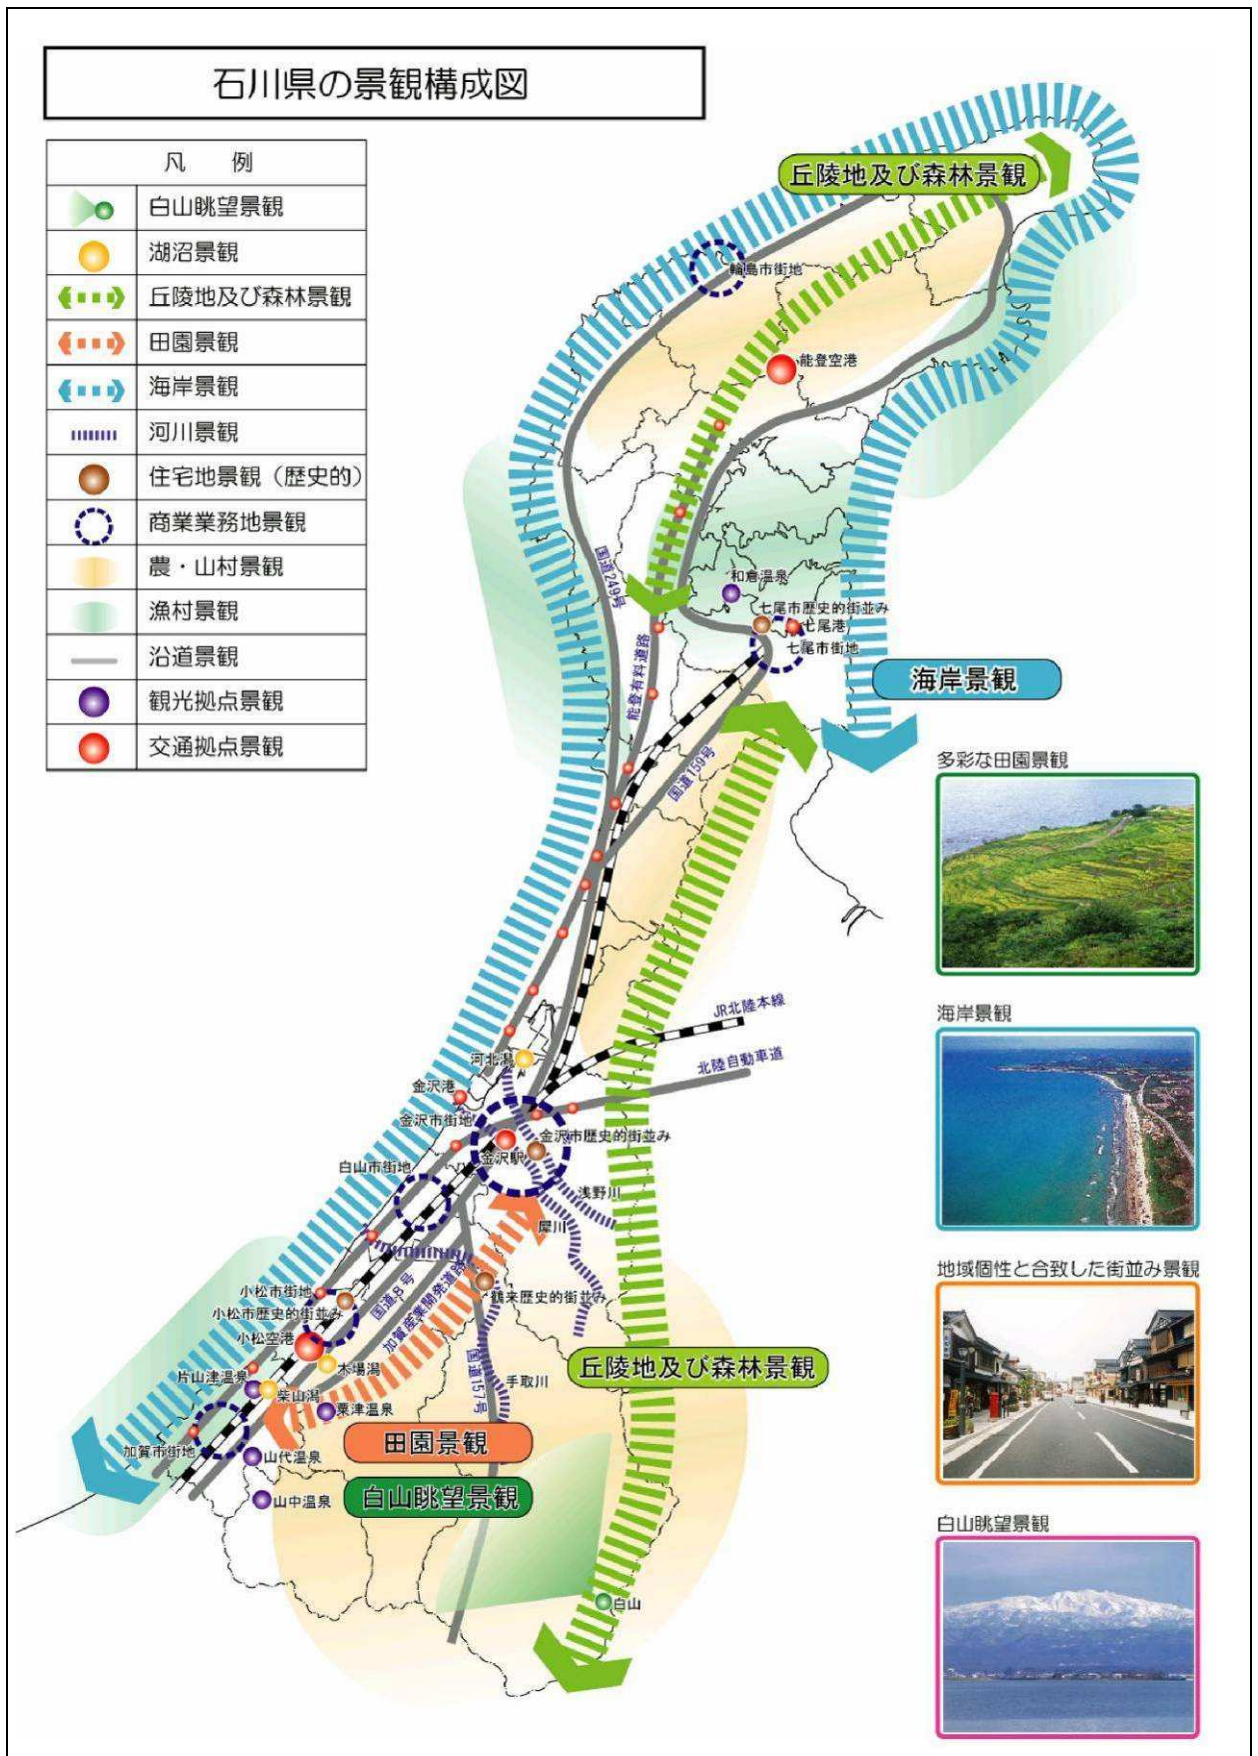 石川県の景観構成図
凡　例
白山眺望景観
湖沼景観
丘陵地及び森林景観
田園景観
海岸景観
河川景観
住宅地景観（歴史的）
商業業務地景観
農・山村景観
漁村景観
沿道景観
観光拠点景観
交通拠点景観
丘陵地及び森林景観
輪島市街地
能登空港
国道249号
和倉温泉
七尾市歴史的街並み
七尾港
七尾市街地
能登有料道路
海岸景観
国道159号
多彩な田園景観
海岸景観
JR北陸本線
河北潟
北陸自動車道
金沢港
金沢市街地
金沢市歴史的街並み
金沢駅
白山市街地
浅野川
犀川
地域個性と合致した街並み景観
小松市街地
小松市歴史的街並み
国道8号
加賀産業開発道路
鶴来歴史的街並み
小松空港
木場潟
片山津温泉
柴山潟
粟津温泉
国道157号
手取川
丘陵地及び森林景観
田園景観
加賀市街地
山代温泉
山中温泉
白山眺望景観
白山眺望景観
白山